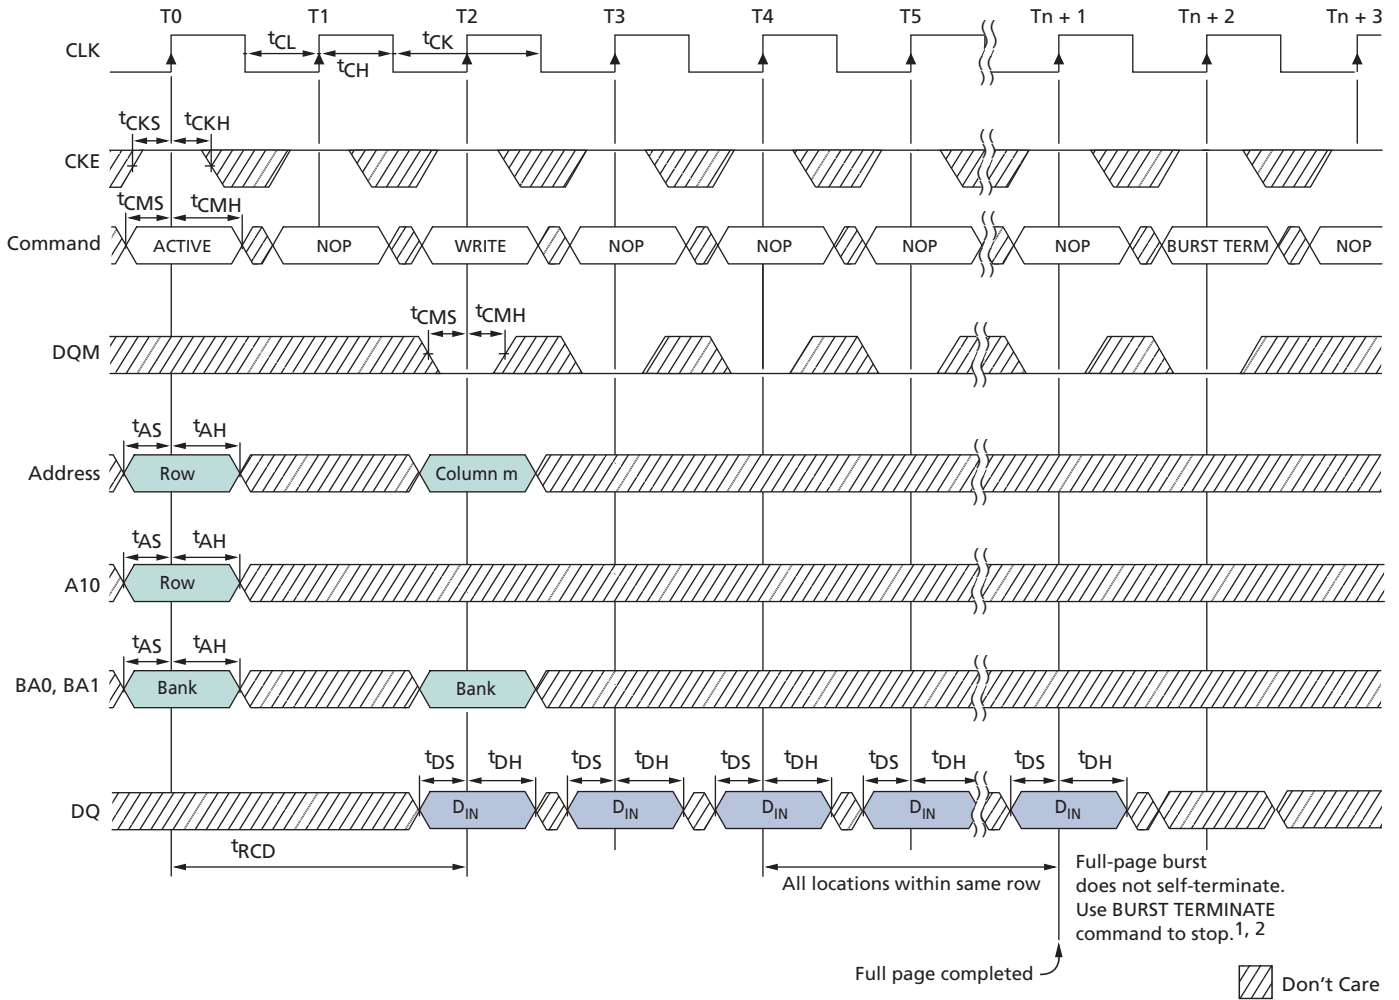 T0 T1 T2 T3 T4 T5 Tn + 1 Tn + 2 Tn + 3
CLK tCL tCH tCK
tCKS tCKH
CKE
tCMS tCMH
Command ACTIVE NOP WRITE NOP NOP NOP NOP BURST TERM NOP
tCMS tCMH
DQM
tAS tAH
Address Row Column m
tAS tAH
A10 Row
tAS tAH
BA0, BA1 Bank Bank
tDS tDH tDS tDH tDS tDH tDS tDH tDS tDH
DQ DIN DIN DIN DIN DIN
tRCD
All locations within same row
Full-page burst
does not self-terminate.
Use BURST TERMINATE
command to stop.1, 2
Full page completed
Don't Care